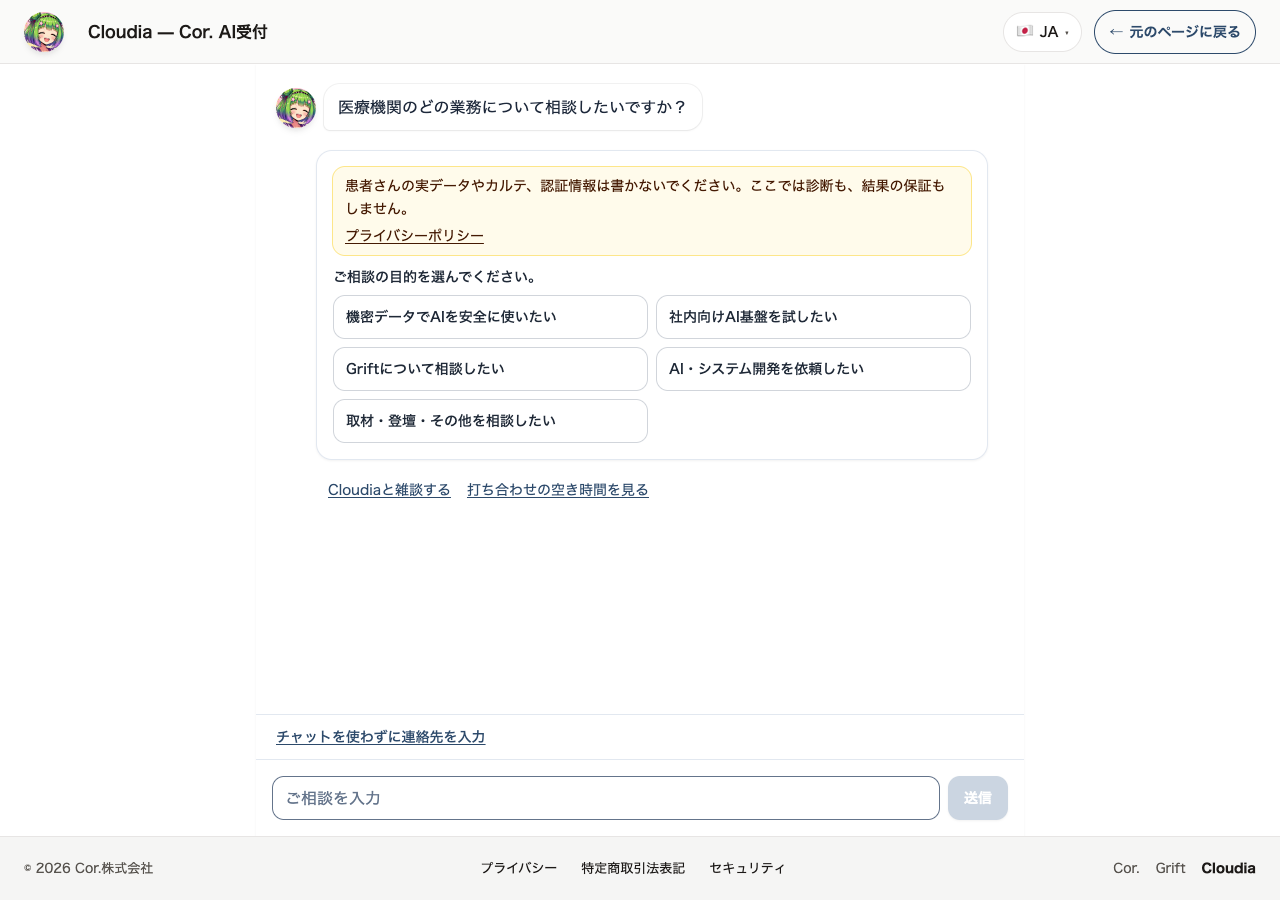 Cloudia — Cor. AI受付
JA
← 元のページに戻る
医療機関のどの業務について相談したいですか？
患者さんの実データやカルテ、認証情報は書かないでください。ここでは診断も、結果の保証も
しません。
プライバシーポリシー
ご相談の目的を選んでください。
機密データでAIを安全に使いたい
社内向けAI基盤を試したい
Griftについて相談したい
AI・システム開発を依頼したい
取材・登壇・その他を相談したい
Cloudiaと雑談する
打ち合わせの空き時間を見る
チャットを使わずに連絡先を入力
ご相談を入力
送信
© 2026 Cor.株式会社
プライバシー
特定商取引法表記
セキュリティ
Cor.
Grift
Cloudia